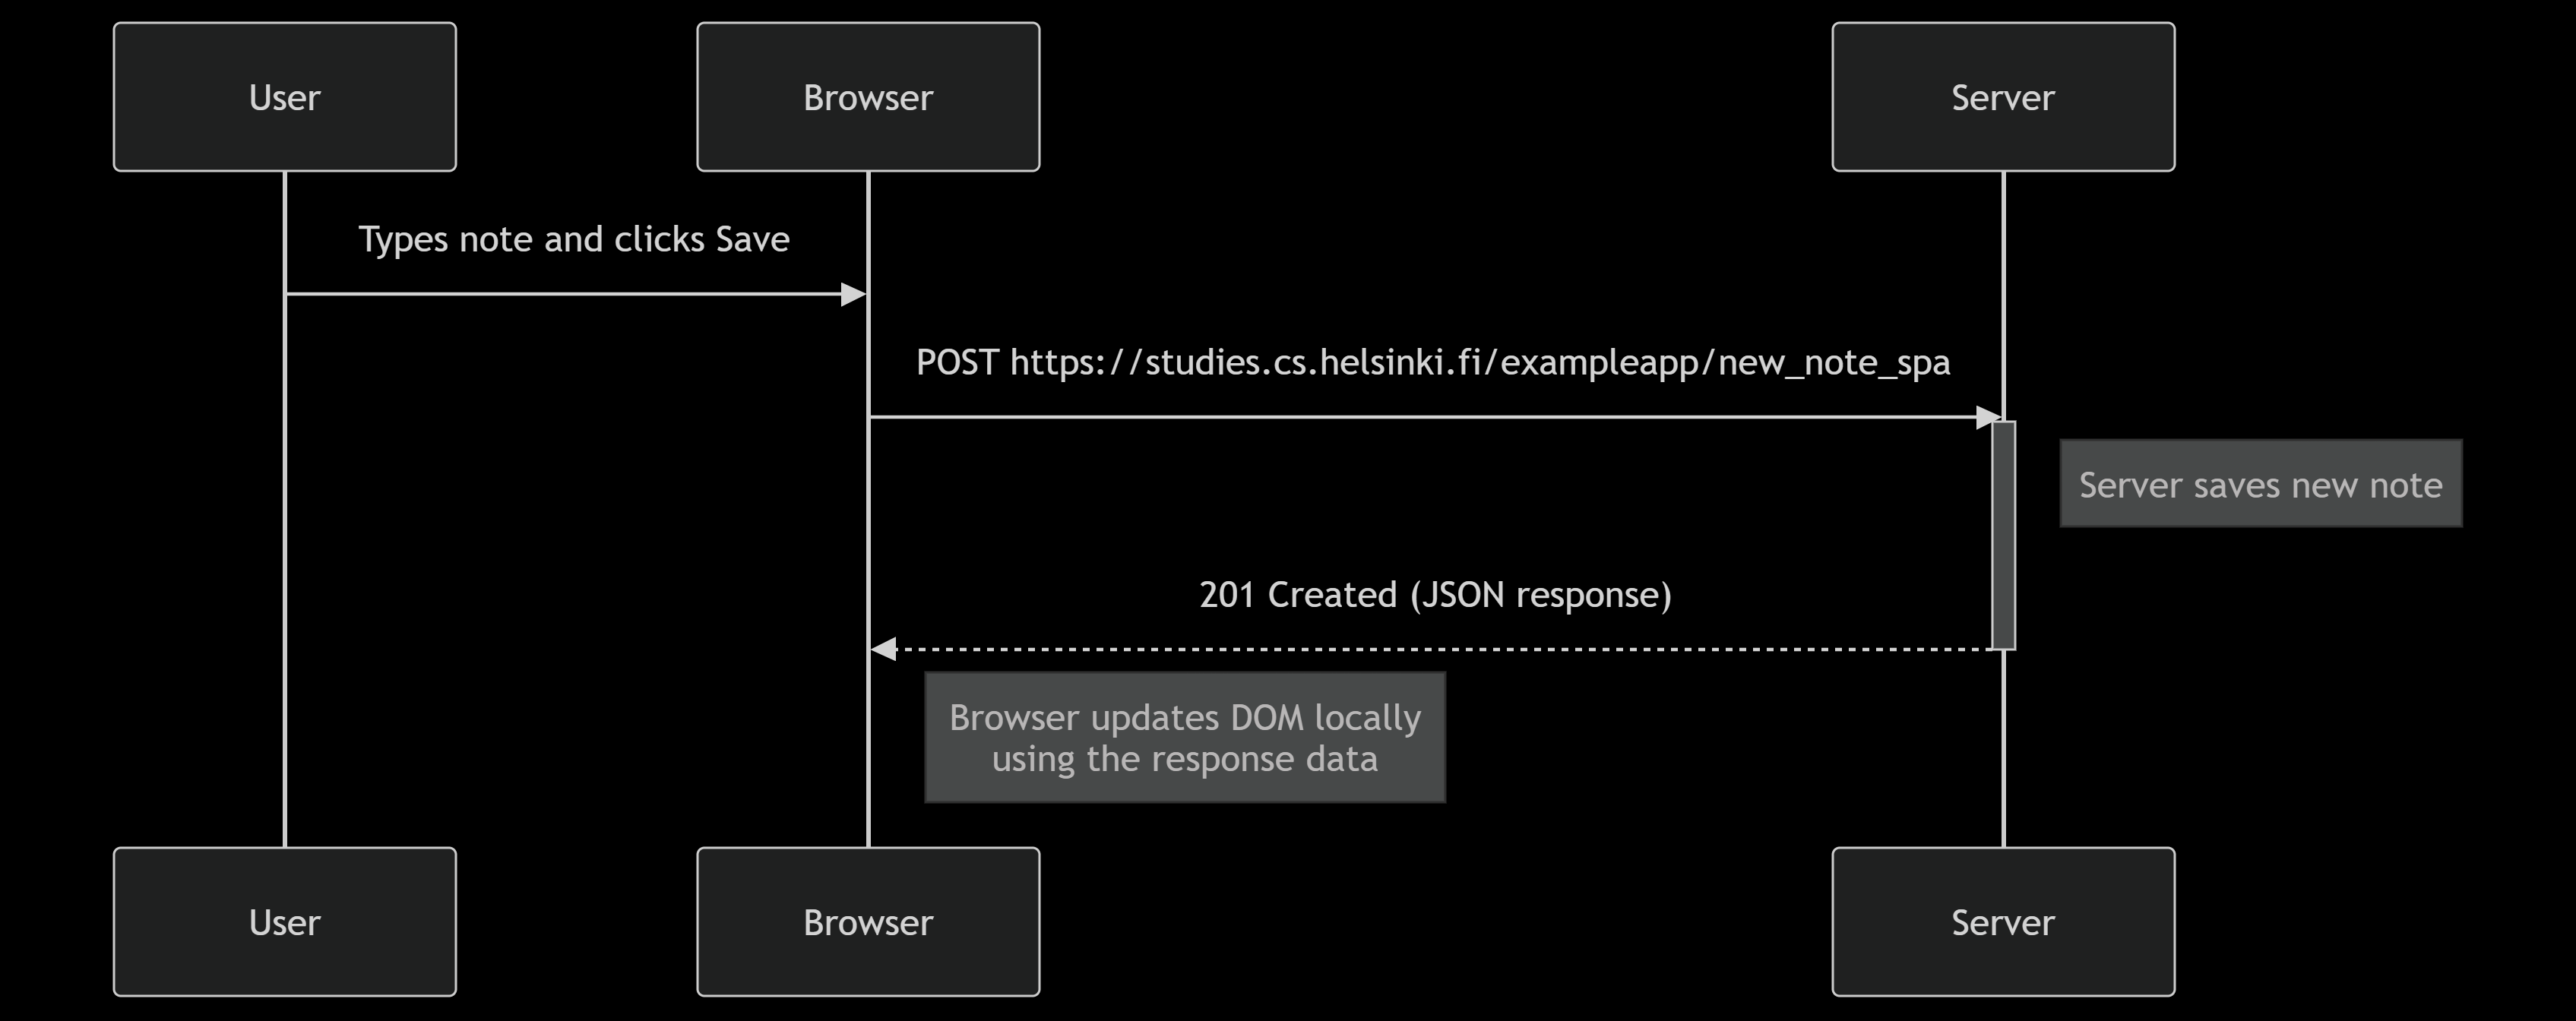 User
Browser
Server
Types note and clicks Save
POST https://studies.cs.helsinki.fi/exampleapp/new_note_spa
Server saves new note
201 Created (JSON response)
Browser updates DOM locally
using the response data
User
Browser
Server